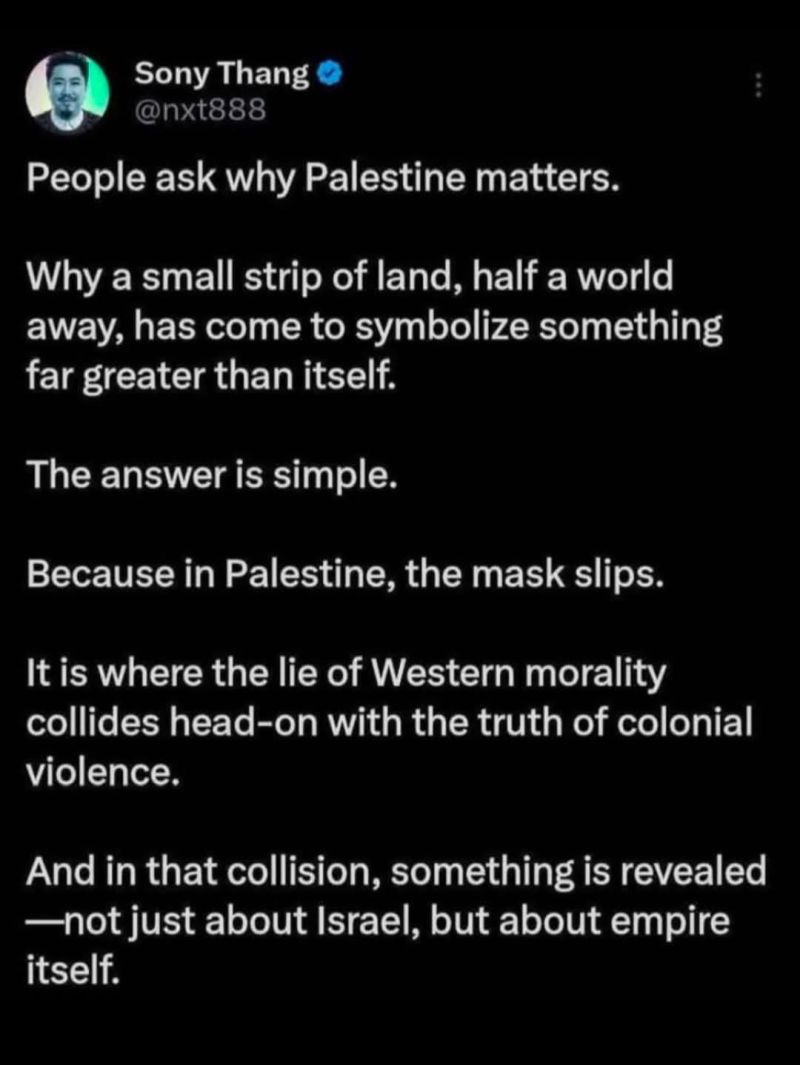 Sony Thang
@nxt888
People ask why Palestine matters.
Why a small strip of land, half a world
away, has come to symbolize something
far greater than itself.
The answer is simple.
Because in Palestine, the mask slips.
It is where the lie of Western morality
collides head-on with the truth of colonial
violence.
And in that collision, something is revealed
—not just about Israel, but about empire
itself.